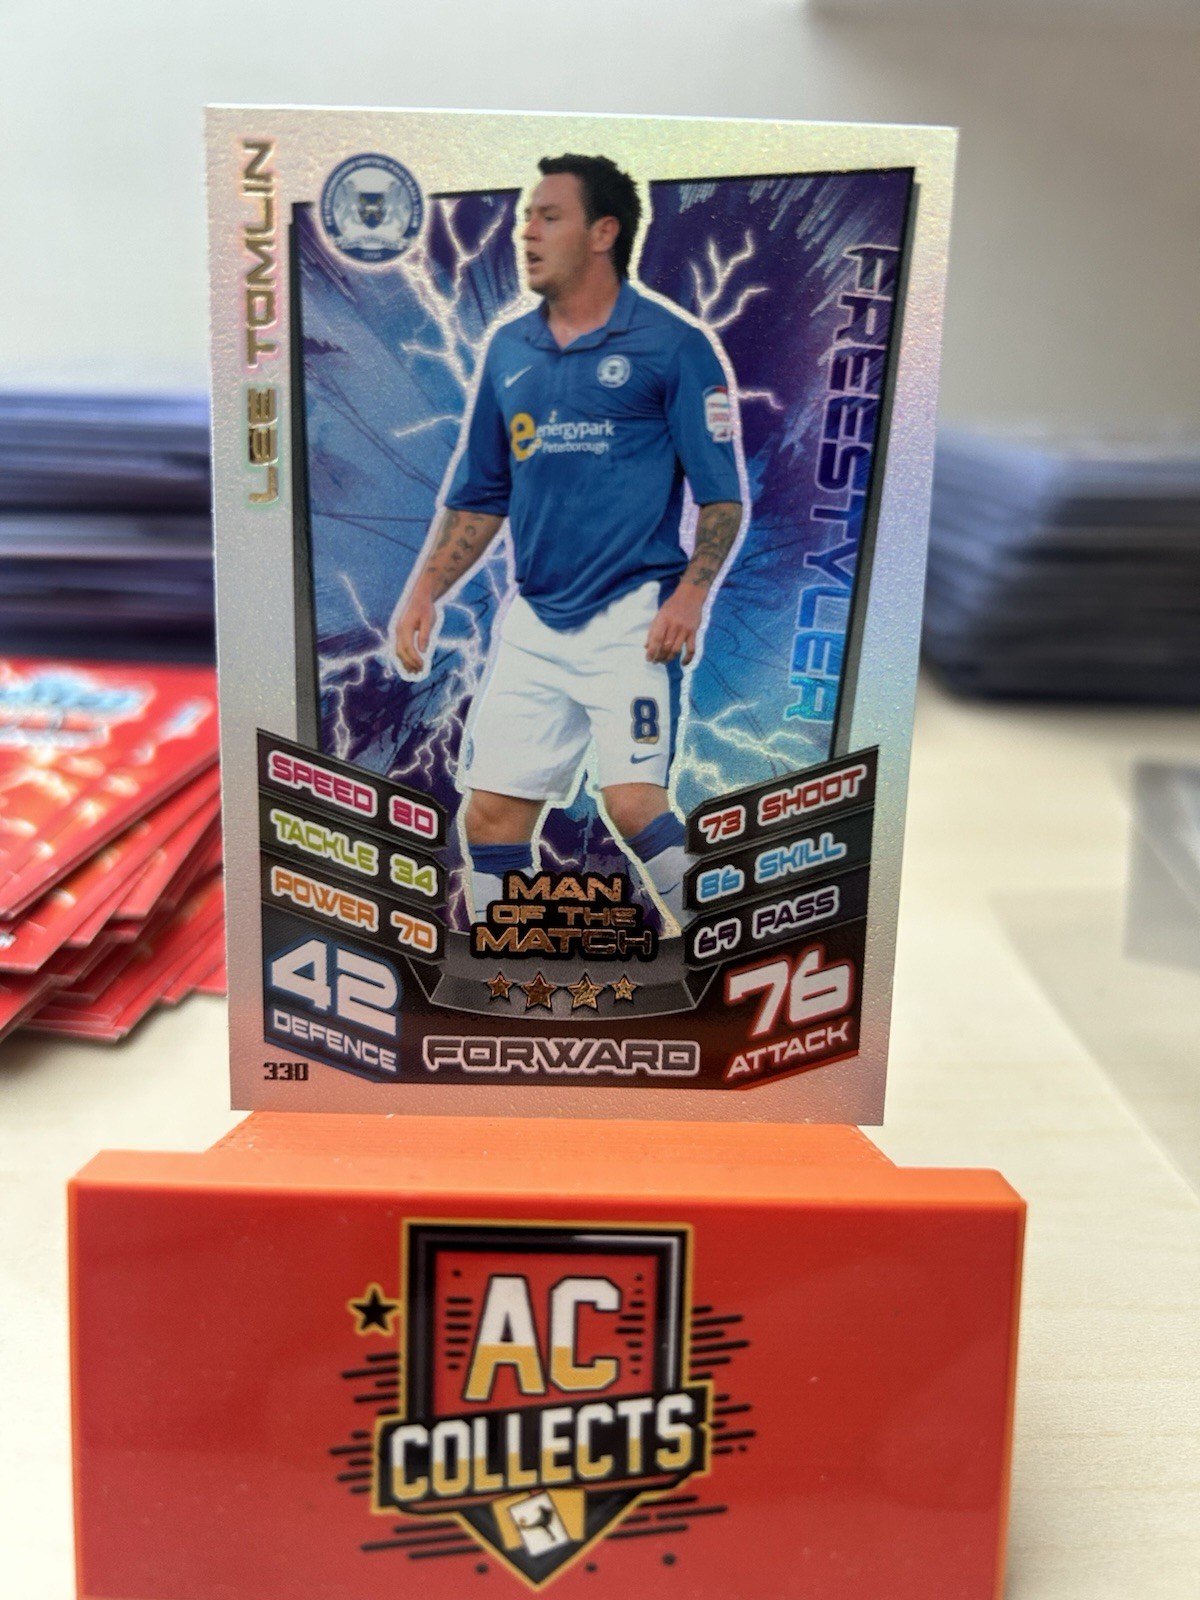 LEE TOMLIN
FREESTYLER
energypark
Peterborough
8
SPEED 80
TACKLE 34
POWER 70
73 SHOOT
86 SKILL
69 PASS
MAN
OF THE
MATCH
42
DEFENCE
FORWARD
76
ATTACK
330
AC
COLLECTS